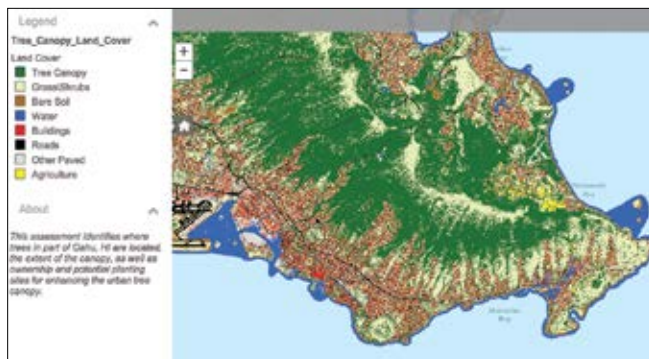 Legend
Tree_Canopy_Land_Cover
Land Cover
Tree Canopy
Grass\Shrubs
Bare Soil
Water
Buildings
Roads
Other Paved
Agriculture
About
This assessment identifies where
trees in part of Oahu, HI are located,
the extent of the canopy, as well as
ownership and potential planting
sites for enhancing the urban tree
canopy.
+
−
Bay